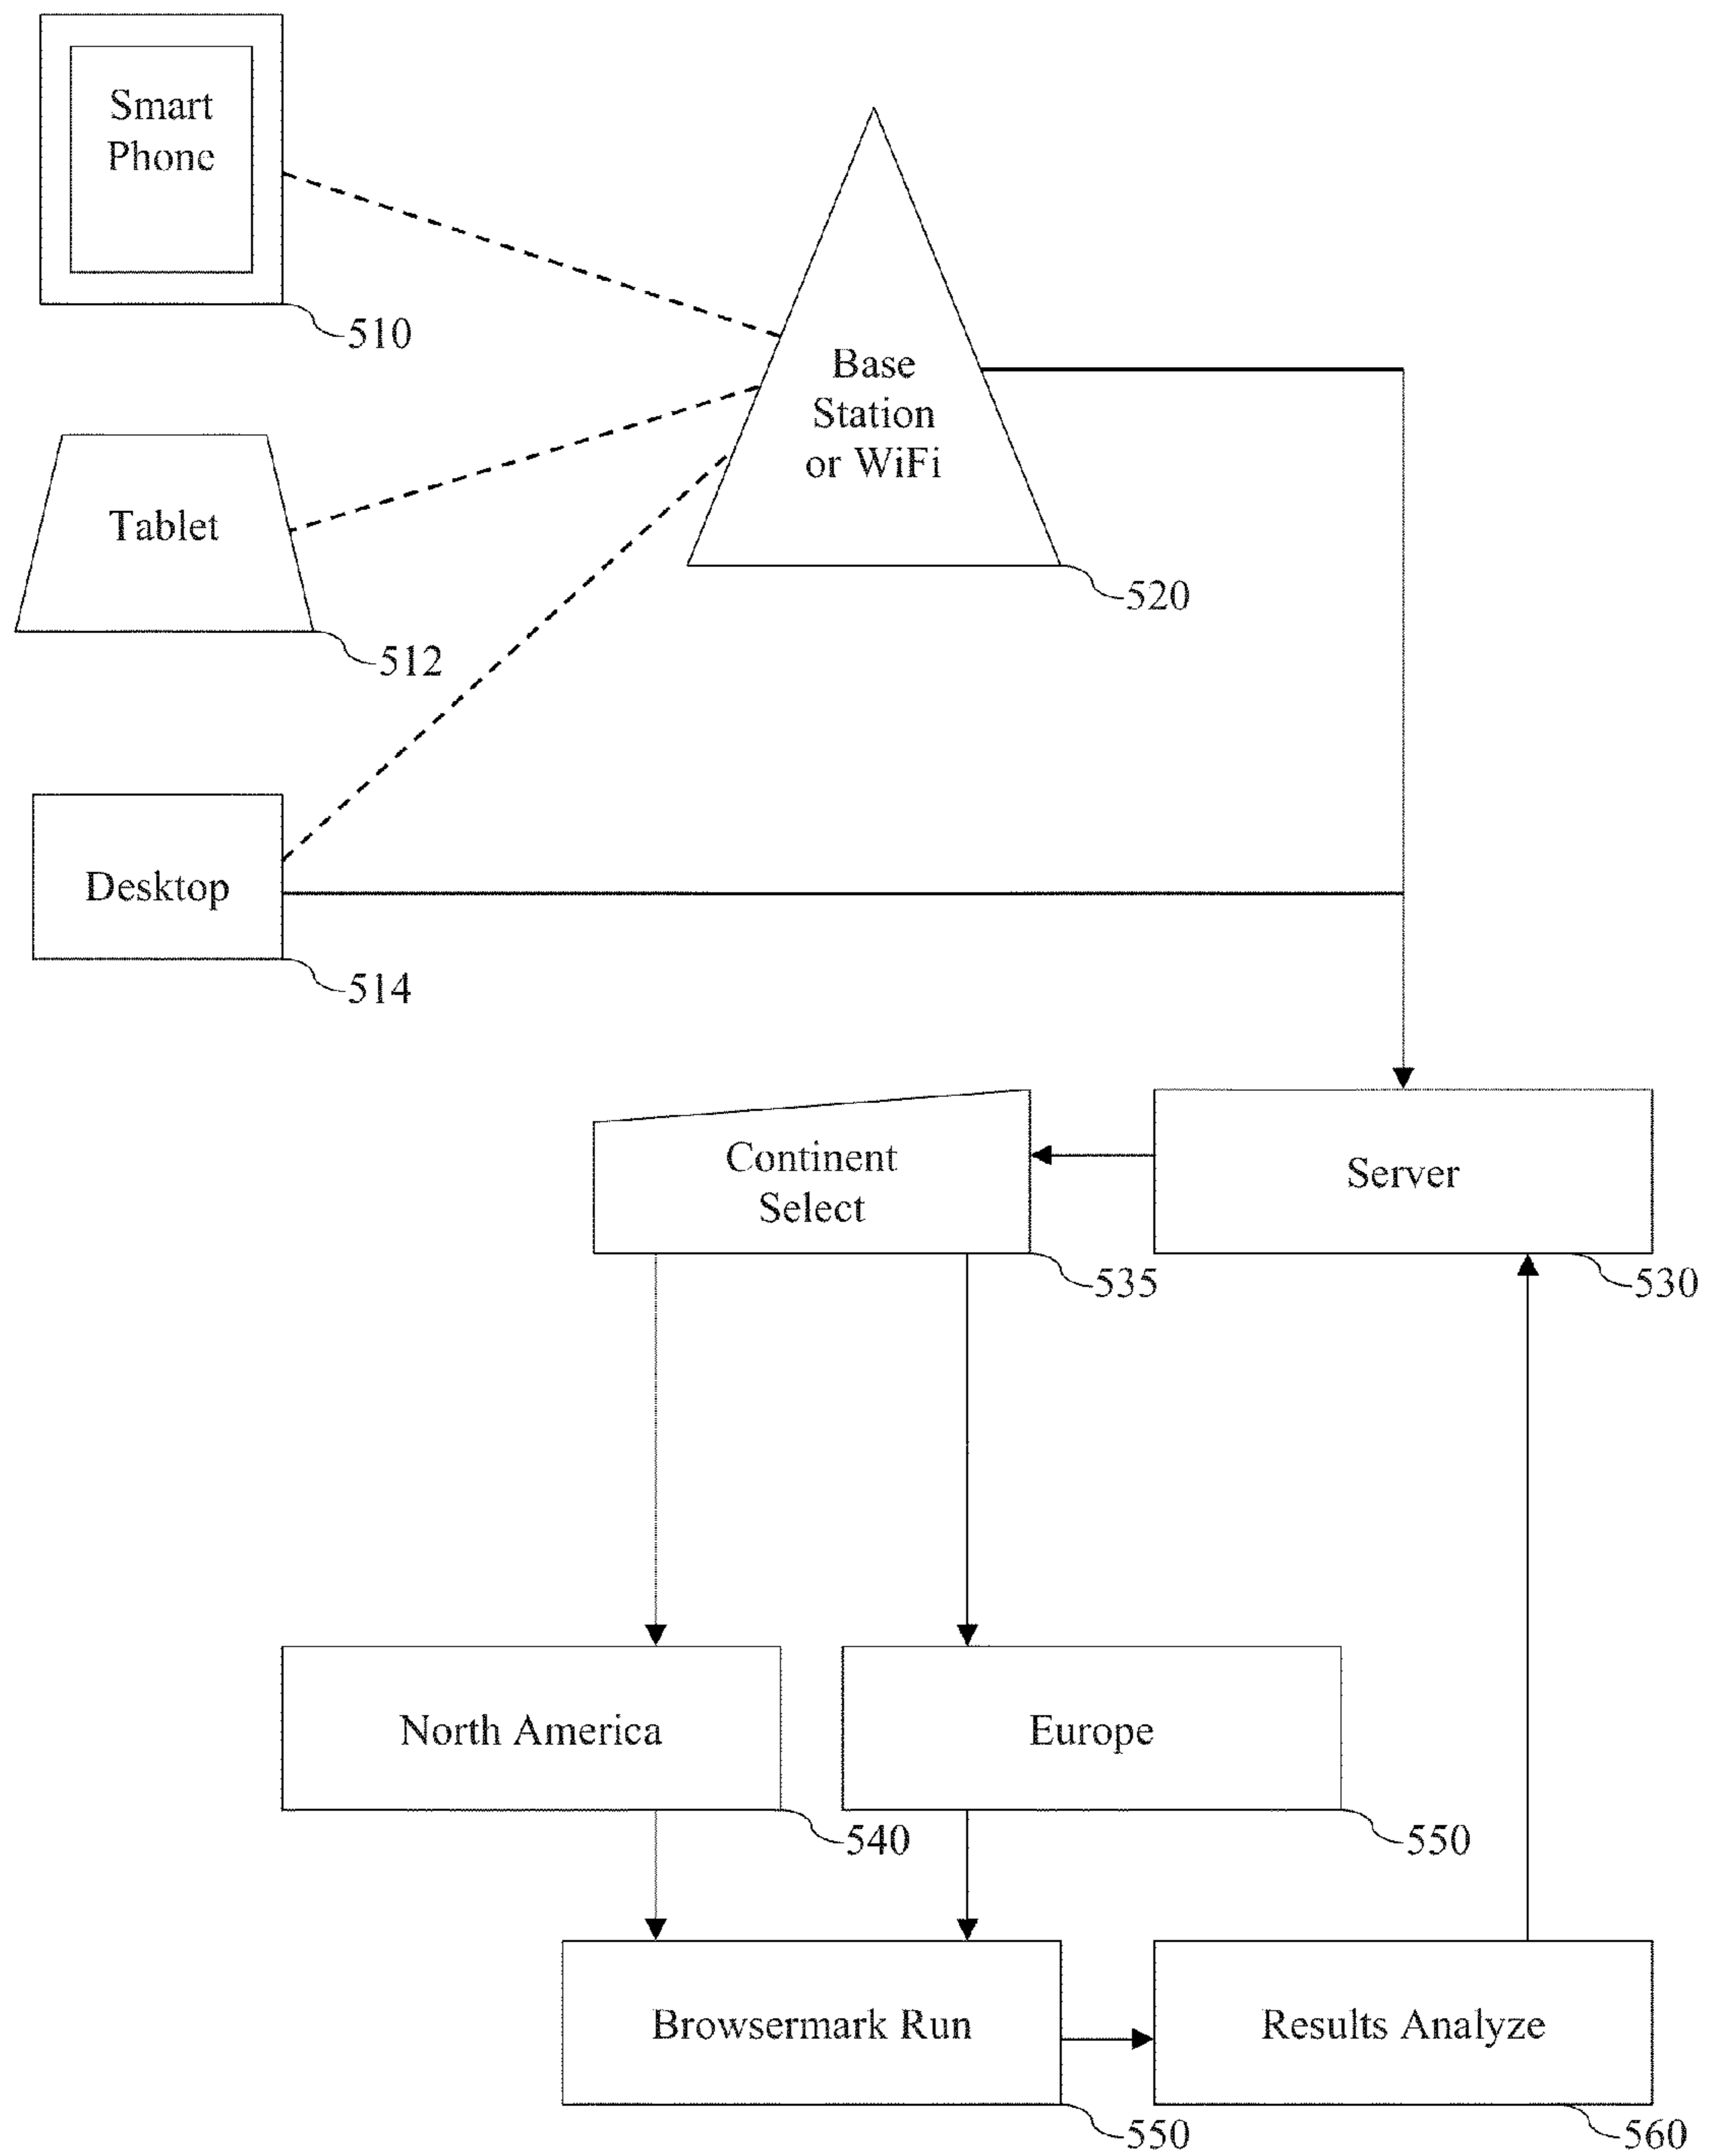 Smart
Phone
510
Base
Station
or WiFi
520
Tablet
512
Desktop
514
Continent
Select
535
Server
530
North America
540
Europe
550
Browsermark Run
550
Results Analyze
560